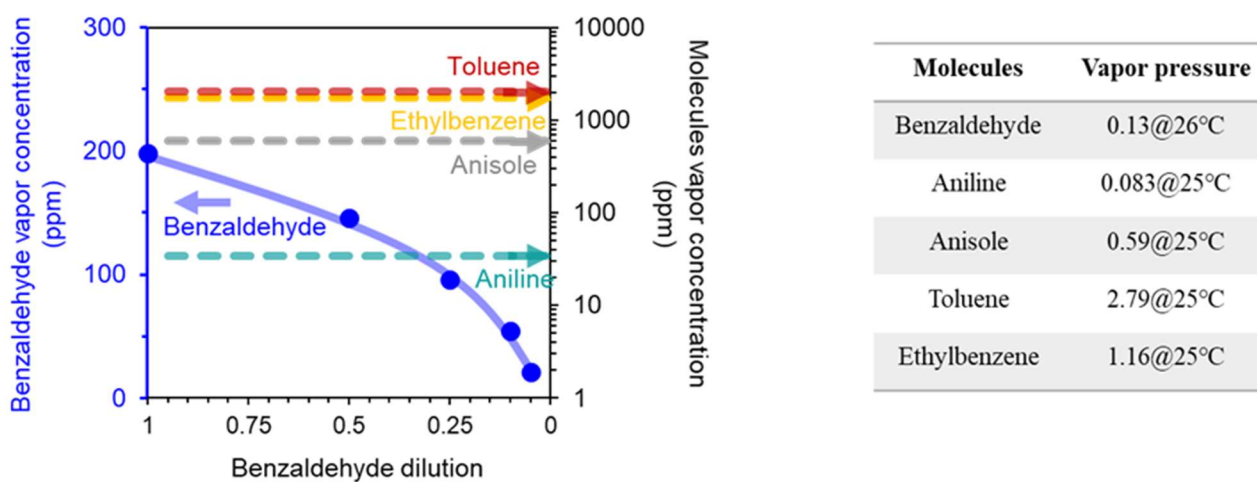 Benzaldehyde vapor concentration
(ppm)
300
200
100
0
Toluene
Ethylbenzene
Anisole
Benzaldehyde
Aniline
10000
1000
100
10
1
Molecules vapor concentration
(ppm)
1 0.75 0.5 0.25 0
Benzaldehyde dilution
Molecules Vapor pressure
Benzaldehyde 0.13@26°C
Aniline 0.083@25°C
Anisole 0.59@25°C
Toluene 2.79@25°C
Ethylbenzene 1.16@25°C